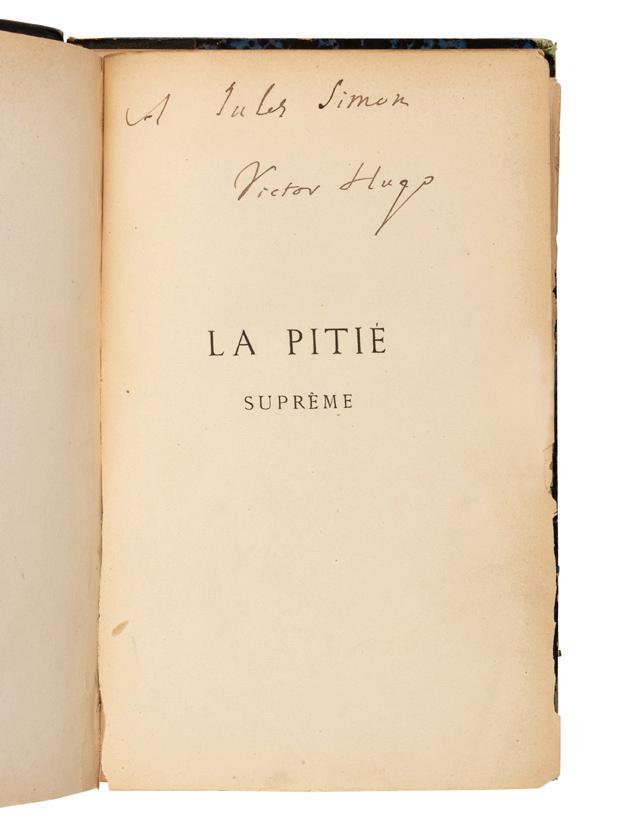 A Jules Simon
Victor Hugo
LA PITIÉ
SUPRÊME